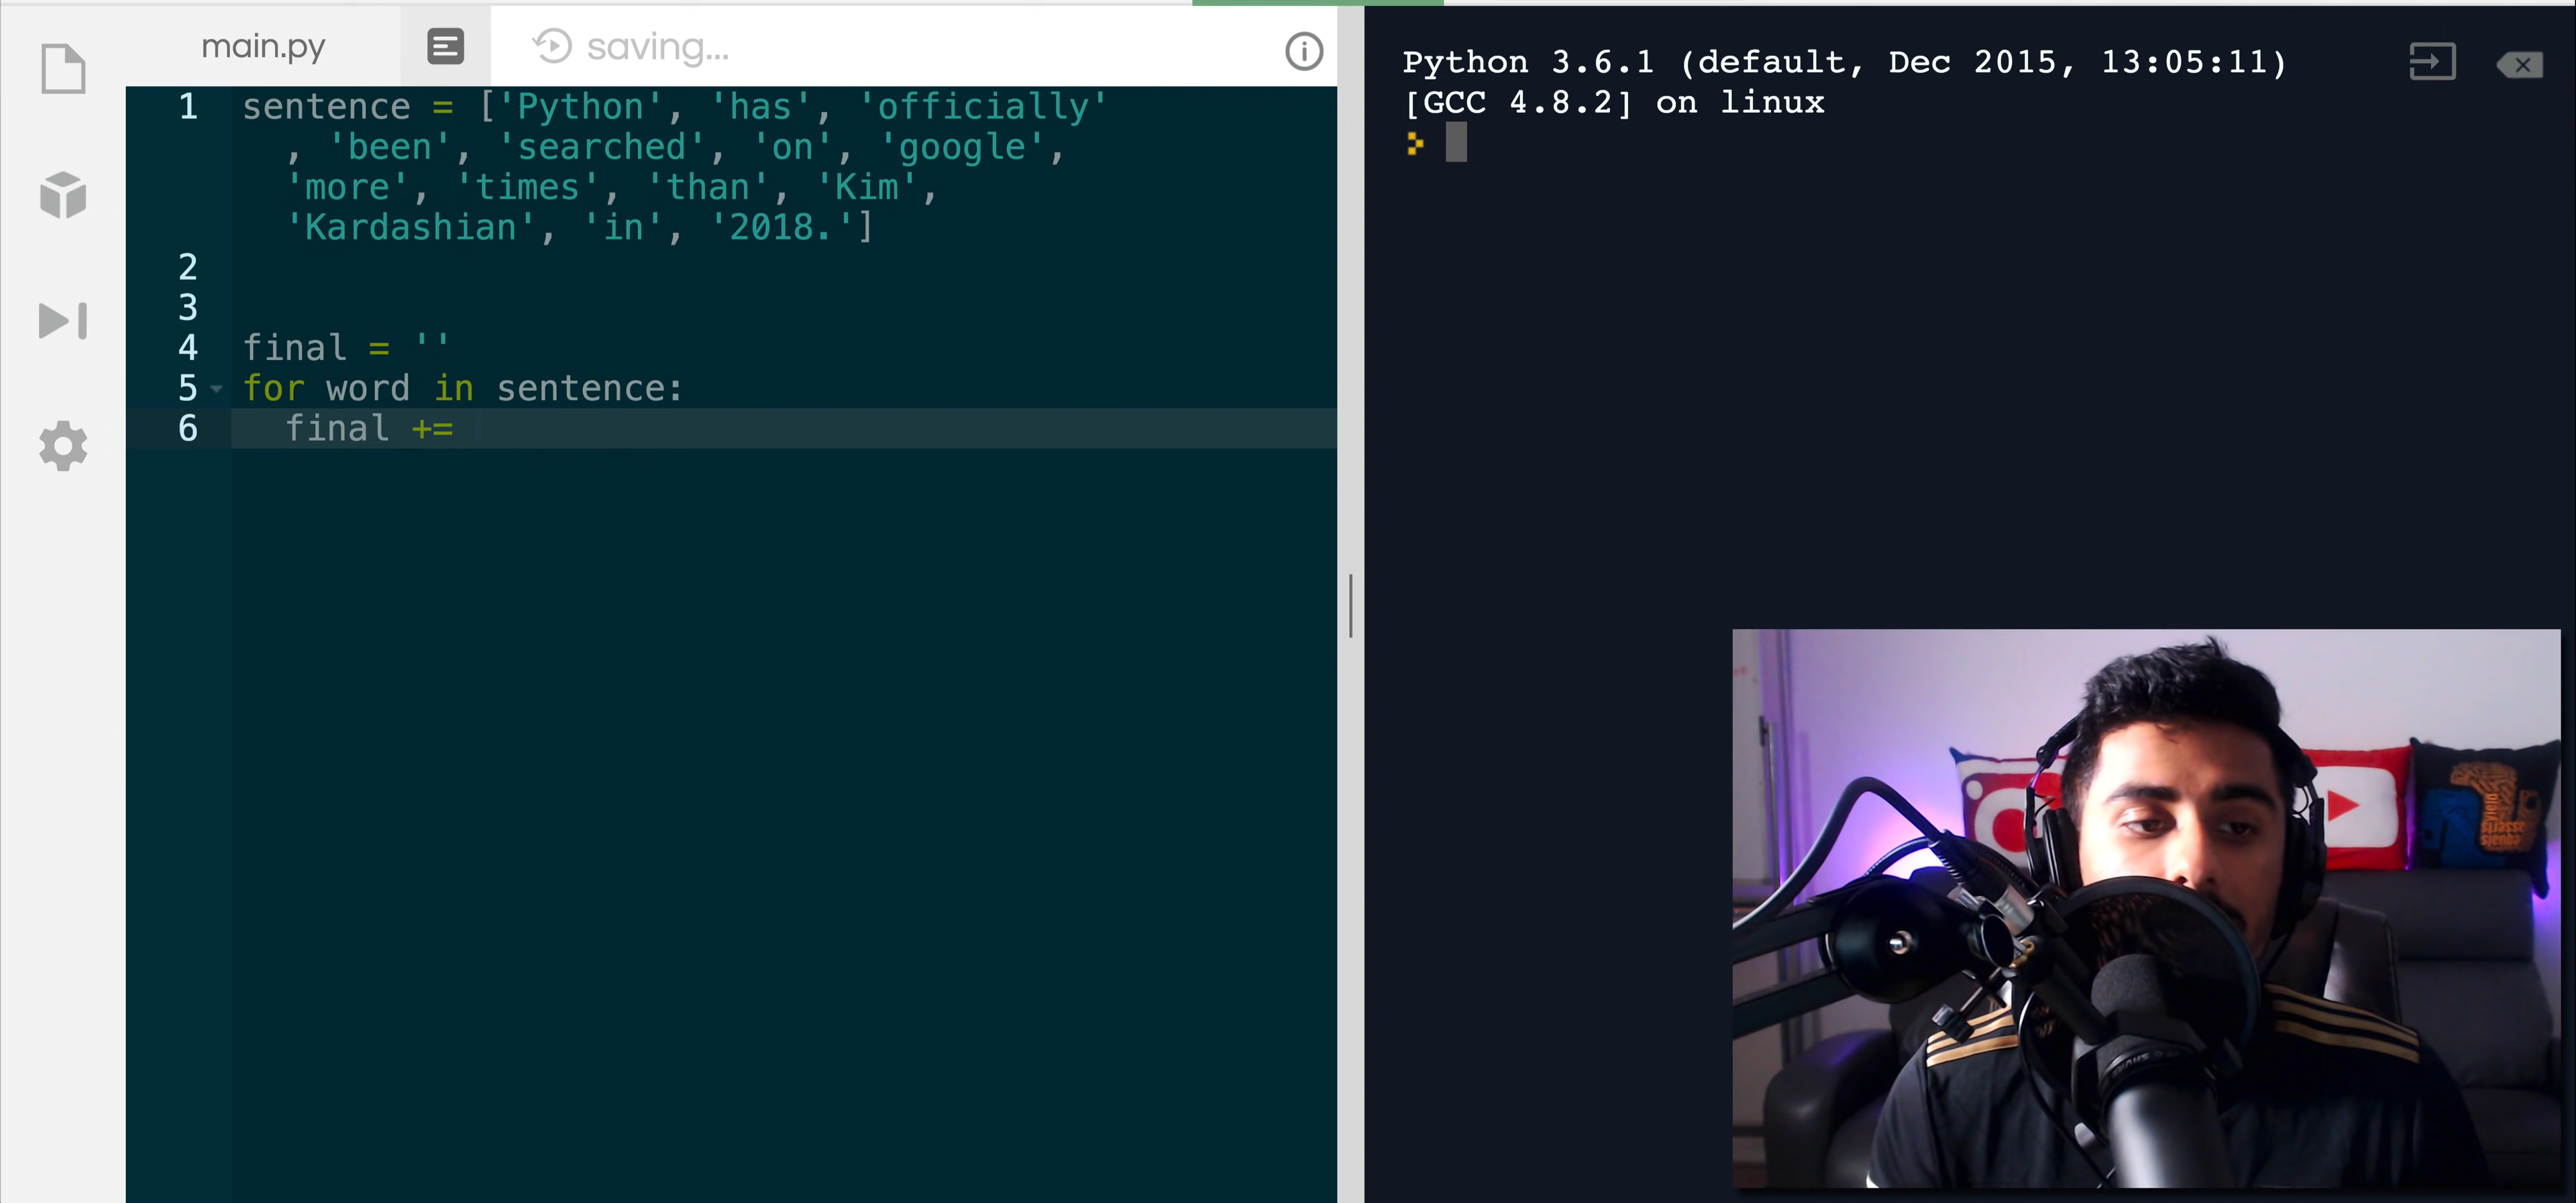 main.py
saving...
1 sentence = ['Python', 'has', 'officially'
, 'been', 'searched', 'on', 'google',
'more', 'times', 'than', 'Kim',
'Kardashian', 'in', '2018.']
2
3
4 final = ''
5 for word in sentence:
6 final +=
Python 3.6.1 (default, Dec 2015, 13:05:11)
[GCC 4.8.2] on linux